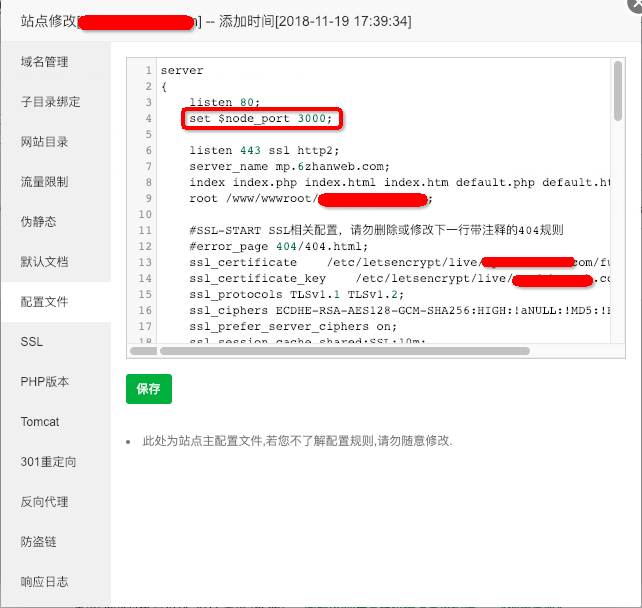 站点修改[n] -- 添加时间[2018-11-19 17:39:34]
域名管理
子目录绑定
网站目录
流量限制
伪静态
默认文档
配置文件
SSL
PHP版本
Tomcat
301重定向
反向代理
防盗链
响应日志
1 server
2 {
3 listen 80;
4 set $node_port 3000;
5
6 listen 443 ssl http2;
7 server_name mp.6zhanweb.com;
8 index index.php index.html index.htm default.php default.ht
9 root /www/wwwroot/ ;
10
11 #SSL-START SSL相关配置，请勿删除或修改下一行带注释的404规则
12 #error_page 404/404.html;
13 ssl_certificate /etc/letsencrypt/live/ com/fu
14 ssl_certificate_key /etc/letsencrypt/live/ .co
15 ssl_protocols TLSv1.1 TLSv1.2;
16 ssl_ciphers ECDHE-RSA-AES128-GCM-SHA256:HIGH:!aNULL:!MD5:!
17 ssl_prefer_server_ciphers on;
18 ssl_session_cache shared:SSL:10m;
保存
此处为站点主配置文件,若您不了解配置规则,请勿随意修改.